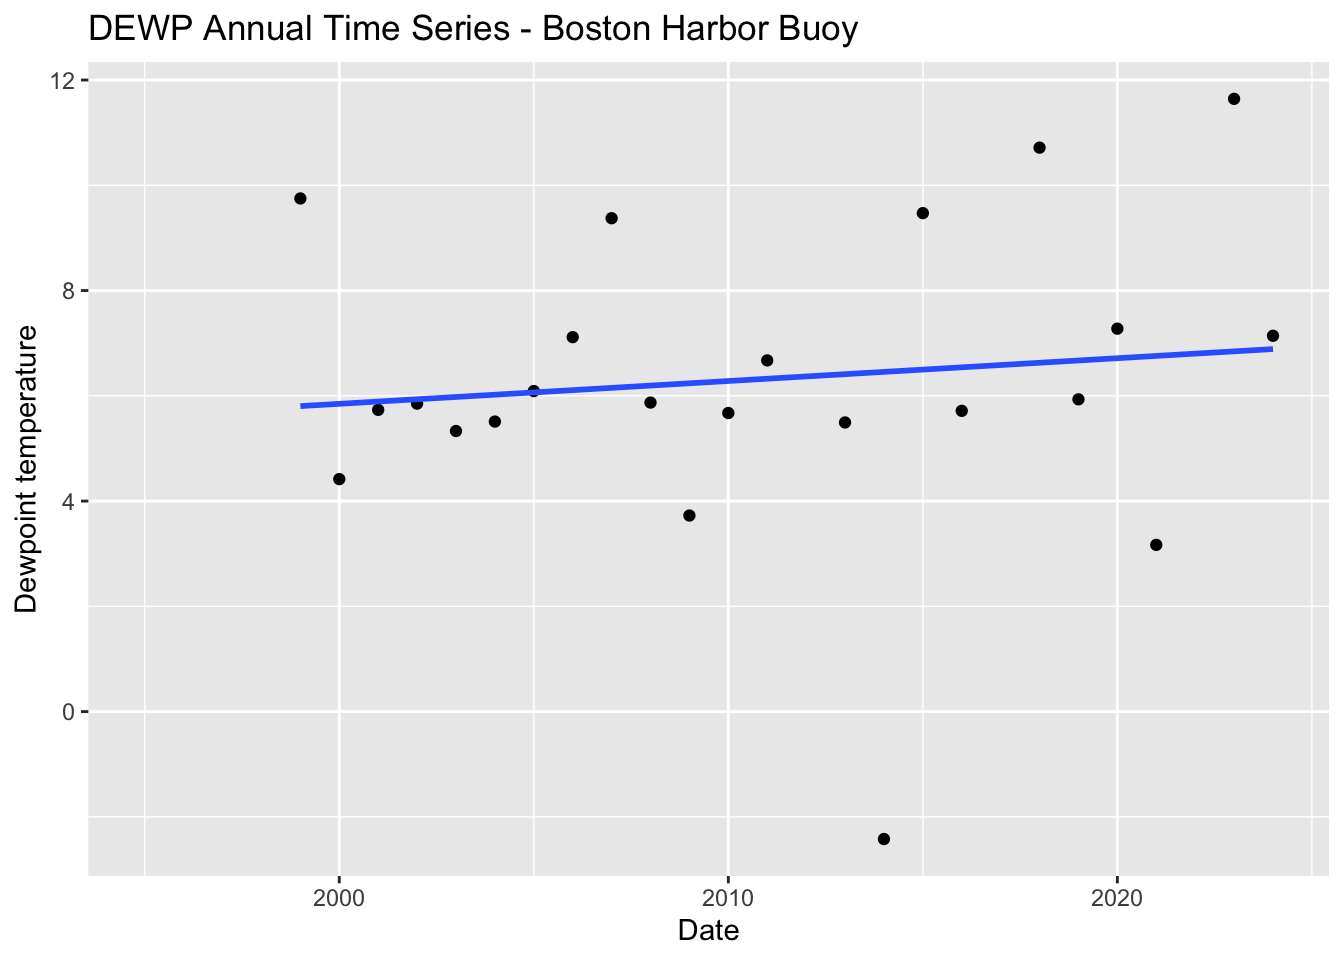 DEWP Annual Time Series - Boston Harbor Buoy
12
8
4
0
Dewpoint temperature
2000 2010 2020
Date